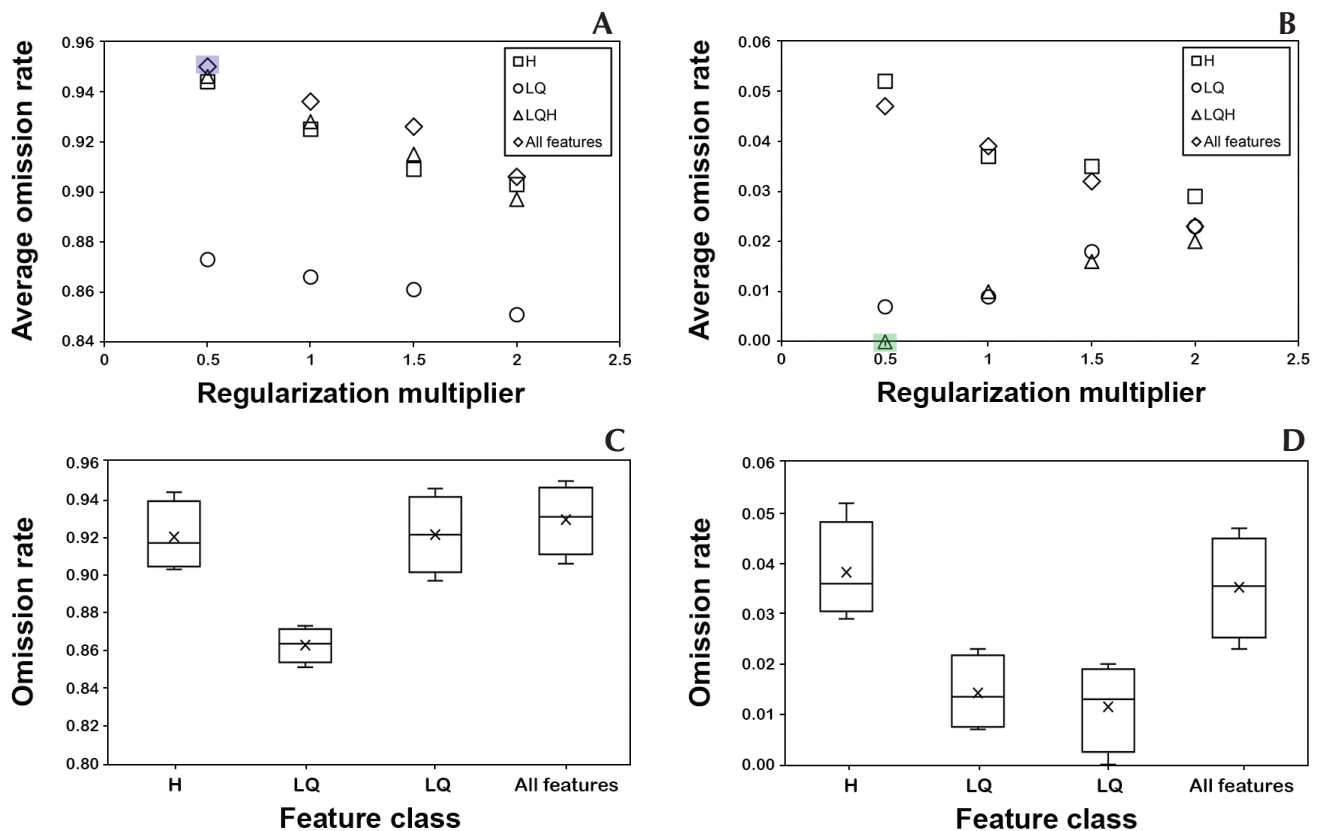 A
Average omission rate
0.96
0.94
0.92
0.90
0.88
0.86
0.84
0
0.5
1
1.5
2
2.5
H
LQ
LQH
All features
Regularization multiplier
B
Average omission rate
0.06
0.05
0.04
0.03
0.02
0.01
0.00
0
0.5
1
1.5
2
2.5
H
LQ
LQH
All features
Regularization multiplier
C
Omission rate
0.96
0.94
0.92
0.90
0.88
0.86
0.84
0.82
0.80
H
LQ
LQ
All features
Feature class
D
Omission rate
0.06
0.05
0.04
0.03
0.02
0.01
0.00
H
LQ
LQ
All features
Feature class